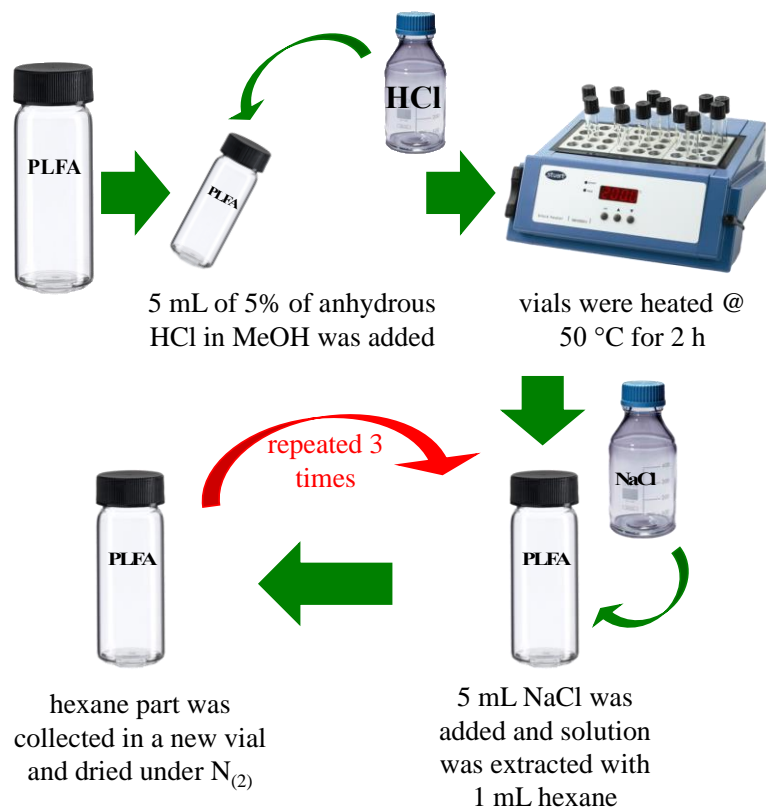 PLFA
PLFA
HCl
stuart
5 mL of 5% of anhydrous
HCl in MeOH was added
vials were heated @
50 °C for 2 h
repeated 3
times
NaCl
PLFA
PLFA
hexane part was
collected in a new vial
and dried under N(2)
5 mL NaCl was
added and solution
was extracted with
1 mL hexane